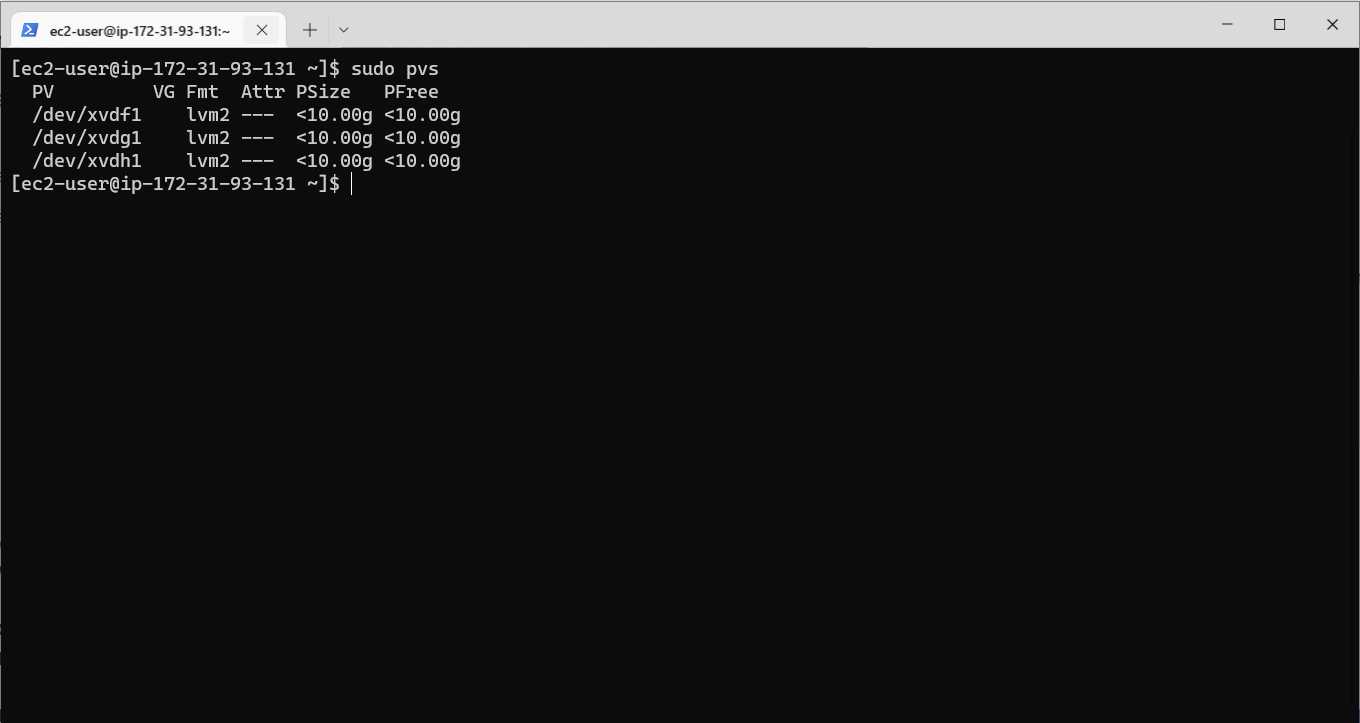 ec2-user@ip-172-31-93-131:~
[ec2-user@ip-172-31-93-131 ~]$ sudo pvs
  PV         VG Fmt  Attr PSize   PFree
  /dev/xvdf1    lvm2 ---  <10.00g <10.00g
  /dev/xvdg1    lvm2 ---  <10.00g <10.00g
  /dev/xvdh1    lvm2 ---  <10.00g <10.00g
[ec2-user@ip-172-31-93-131 ~]$